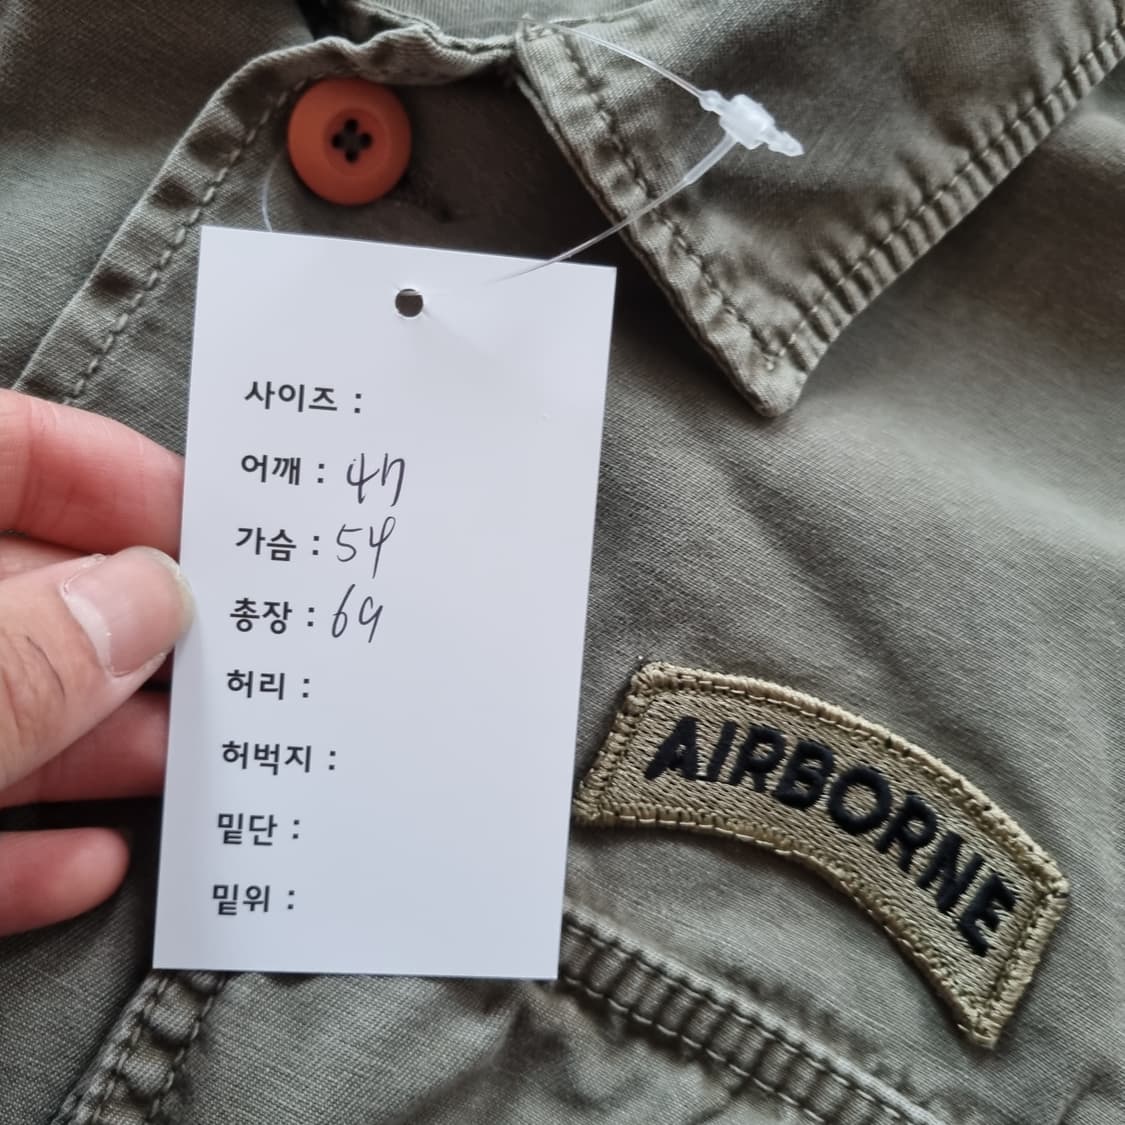 사이즈 :
어깨 : 47
가슴 : 54
총장 : 69
허리 :
허벅지 :
밑단 :
밑위 :
AIRBORNE